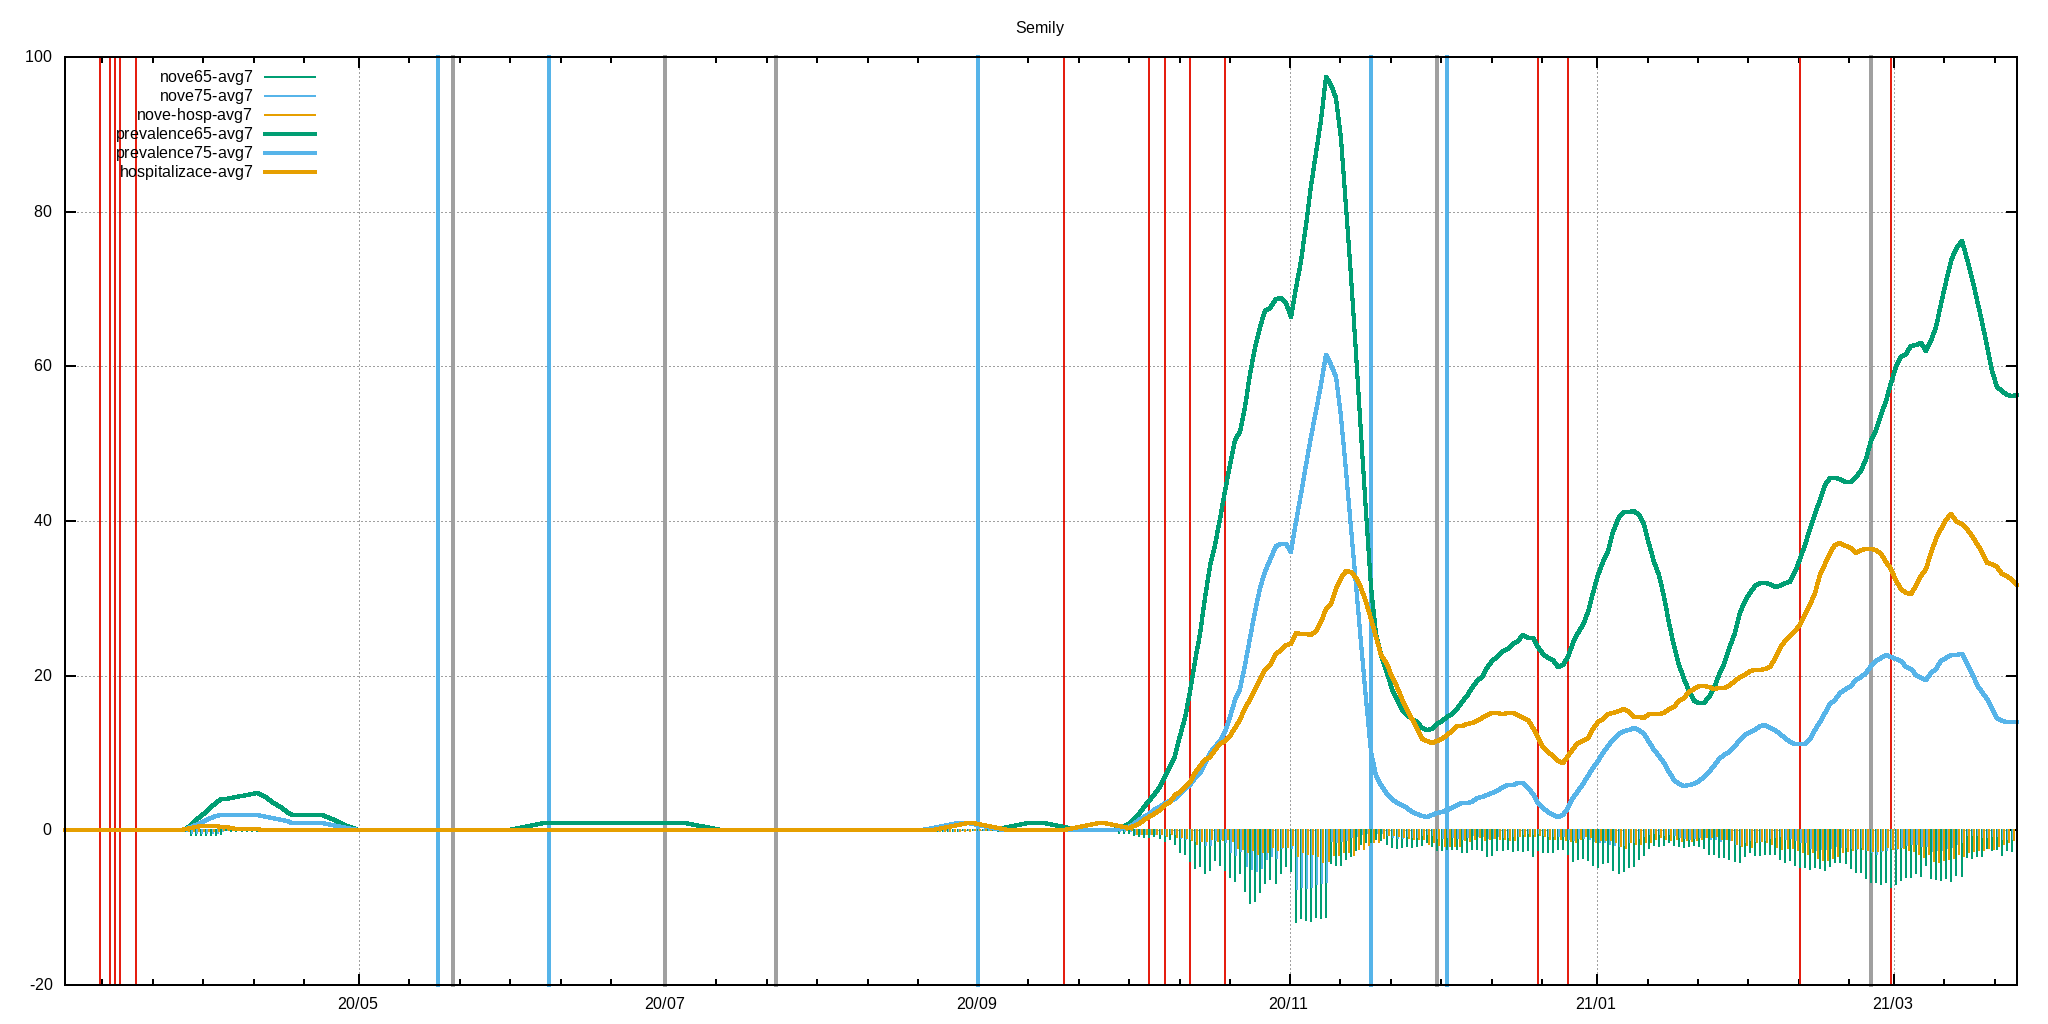 Semily
100
nove65-avg7
nove75-avg7
nove-hosp-avg7
prevalence65-avg7
prevalence75-avg7
hospitalizace-avg7
80
60
40
20
0
-20
20/05 20/07 20/09 20/11 21/01 21/03